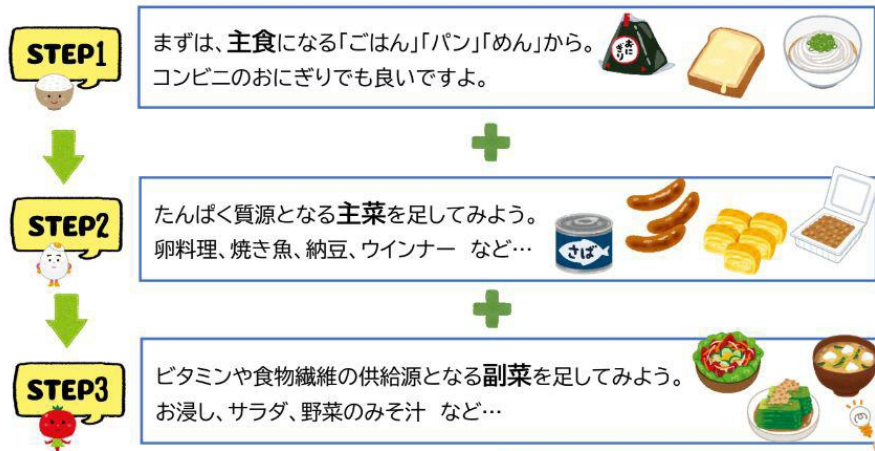 STEP1
まずは、主食になる「ごはん」「パン」「めん」から。
コンビニのおにぎりでも良いですよ。
おにぎり
STEP2
たんぱく質源となる主菜を足してみよう。
卵料理、焼き魚、納豆、ウインナー など…
さば
STEP3
ビタミンや食物繊維の供給源となる副菜を足してみよう。
お浸し、サラダ、野菜のみそ汁 など…